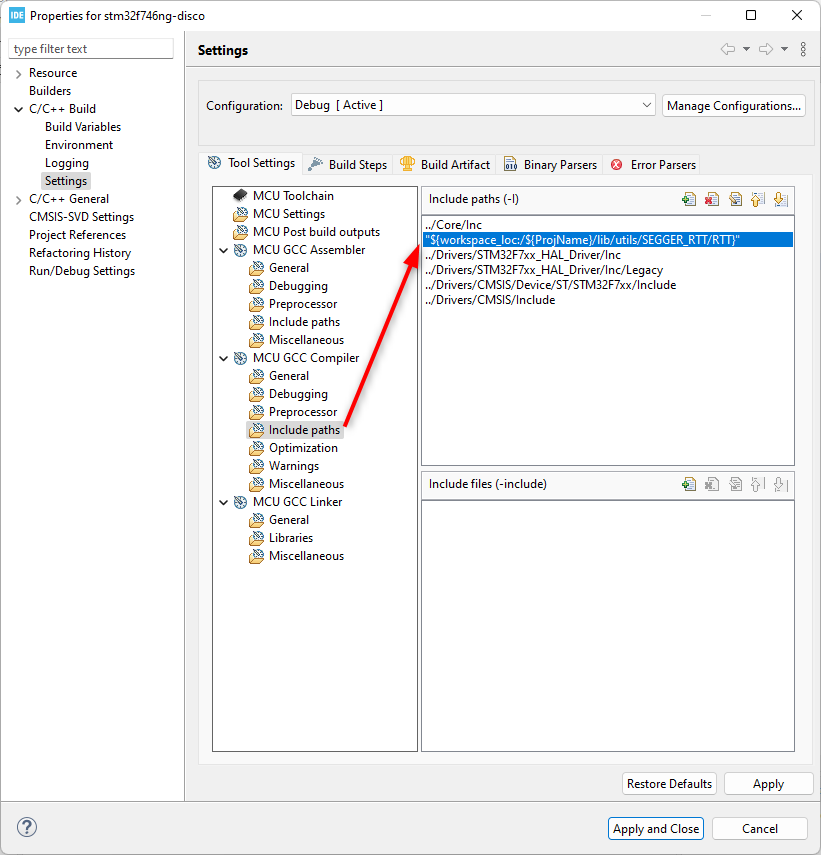 IDE Properties for stm32f746ng-disco
type filter text
Resource
Builders
C/C++ Build
Build Variables
Environment
Logging
Settings
C/C++ General
CMSIS-SVD Settings
Project References
Refactoring History
Run/Debug Settings
Settings
Configuration: Debug [ Active ] Manage Configurations...
Tool Settings Build Steps Build Artifact Binary Parsers Error Parsers
MCU Toolchain
MCU Settings
MCU Post build outputs
MCU GCC Assembler
General
Debugging
Preprocessor
Include paths
Miscellaneous
MCU GCC Compiler
General
Debugging
Preprocessor
Include paths
Optimization
Warnings
Miscellaneous
MCU GCC Linker
General
Libraries
Miscellaneous
Include paths (-I)
../Core/Inc
"${workspace_loc:/${ProjName}/lib/utils/SEGGER_RTT/RTT}"
../Drivers/STM32F7xx_HAL_Driver/Inc
../Drivers/STM32F7xx_HAL_Driver/Inc/Legacy
../Drivers/CMSIS/Device/ST/STM32F7xx/Include
../Drivers/CMSIS/Include
Include files (-include)
Restore Defaults Apply
? Apply and Close Cancel